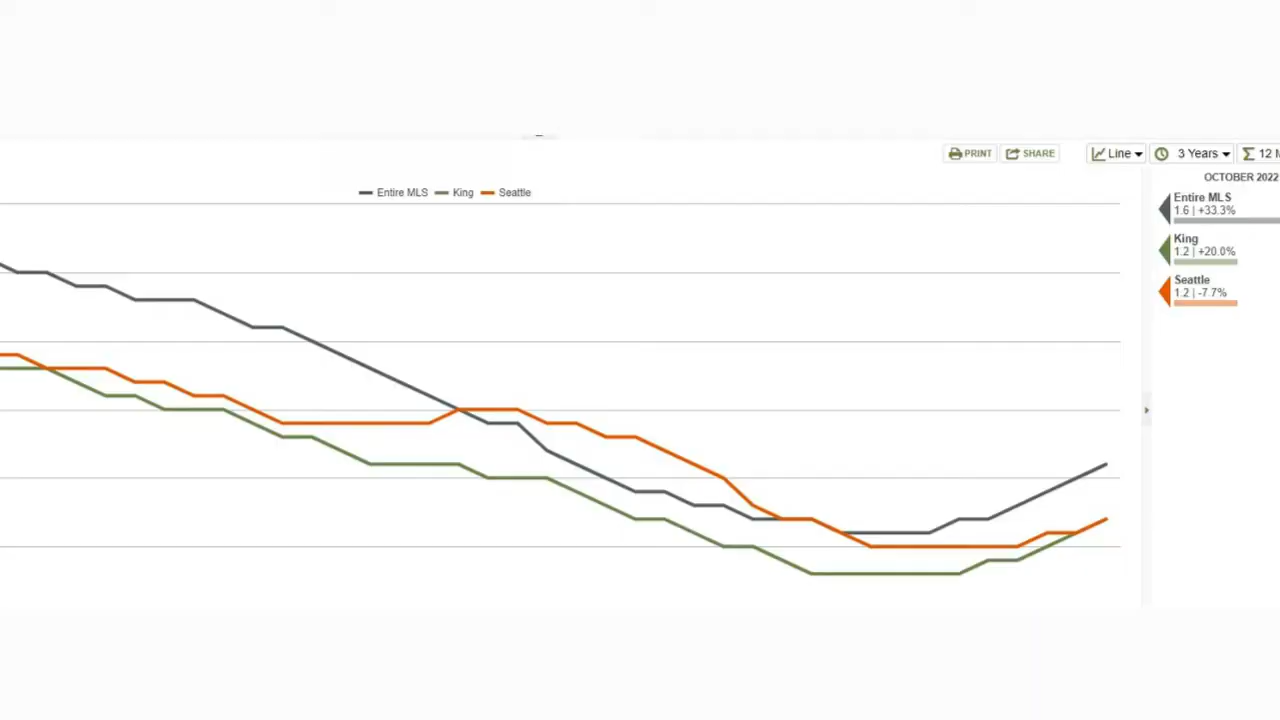 PRINT SHARE Line 3 Years 12 M
OCTOBER 2022
Entire MLS King Seattle
Entire MLS
1.6 | +33.3%
King
1.2 | +20.0%
Seattle
1.2 | -7.7%